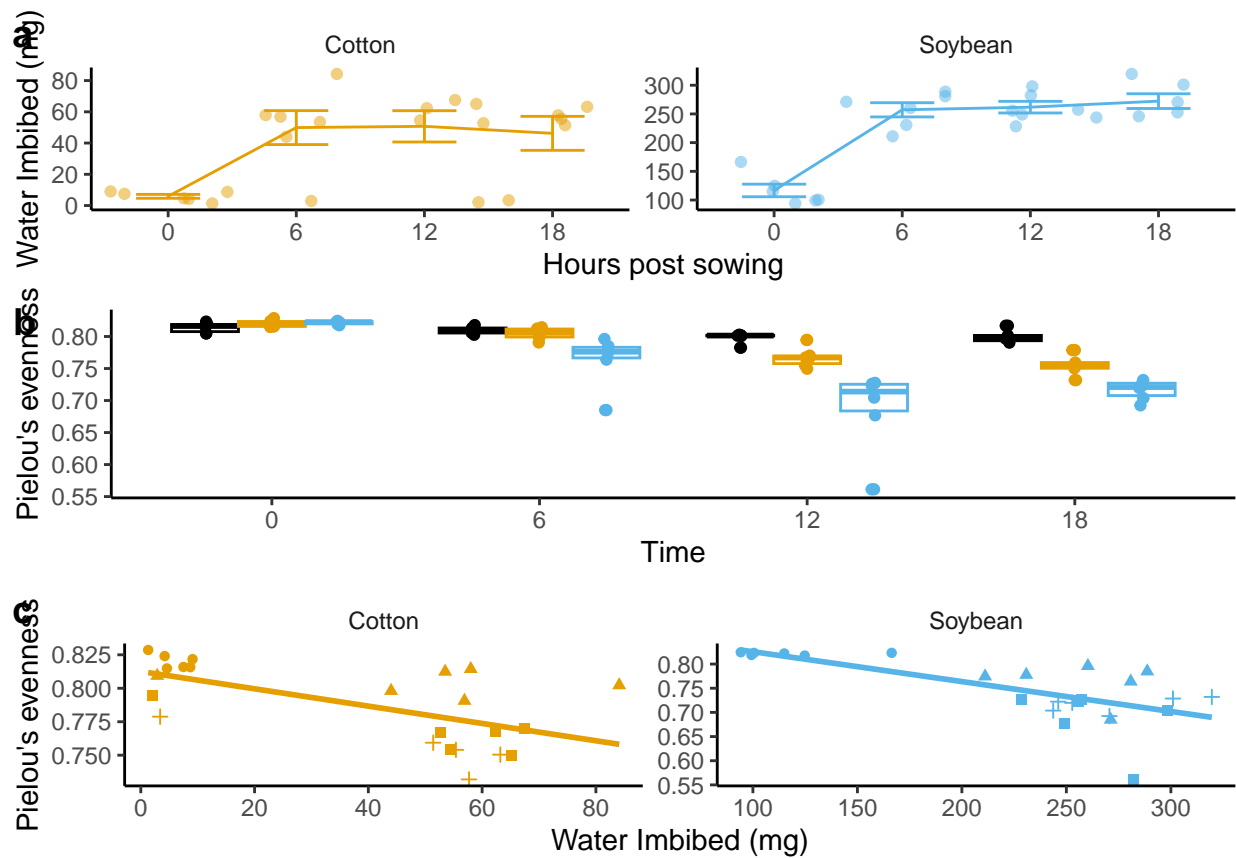 a
Water Imbibed (mg)
Cotton
Soybean
80
60
40
20
0
300
250
200
150
100
0 6 12 18
0 6 12 18
Hours post sowing
b
Pielou's evenness
0.80
0.75
0.70
0.65
0.60
0.55
0 6 12 18
Time
c
Pielou's evenness
Cotton
Soybean
0.825
0.800
0.775
0.750
0.80
0.75
0.70
0.65
0.60
0.55
0 20 40 60 80
100 150 200 250 300
Water Imbibed (mg)